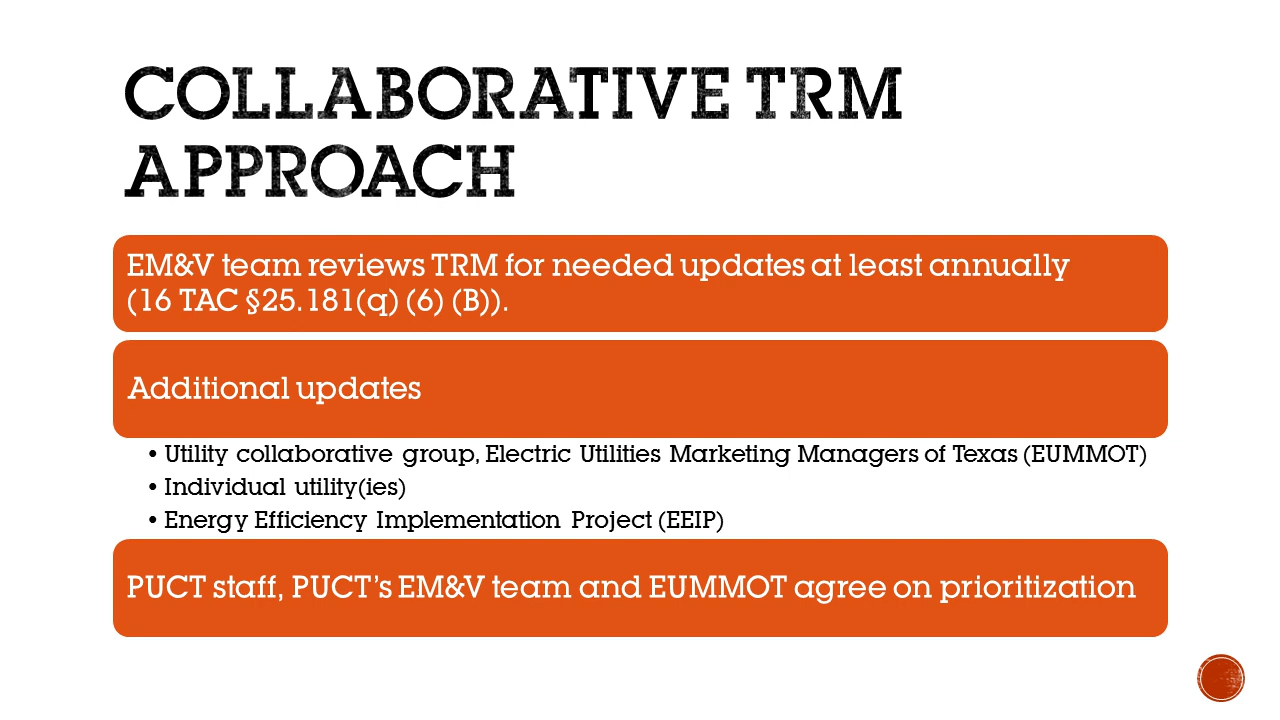 COLLABORATIVE TRM
APPROACH
EM&V team reviews TRM for needed updates at least annually
(16 TAC §25.181(q) (6) (B)).
Additional updates
• Utility collaborative group, Electric Utilities Marketing Managers of Texas (EUMMOT)
• Individual utility(ies)
• Energy Efficiency Implementation Project (EEIP)
PUCT staff, PUCT’s EM&V team and EUMMOT agree on prioritization